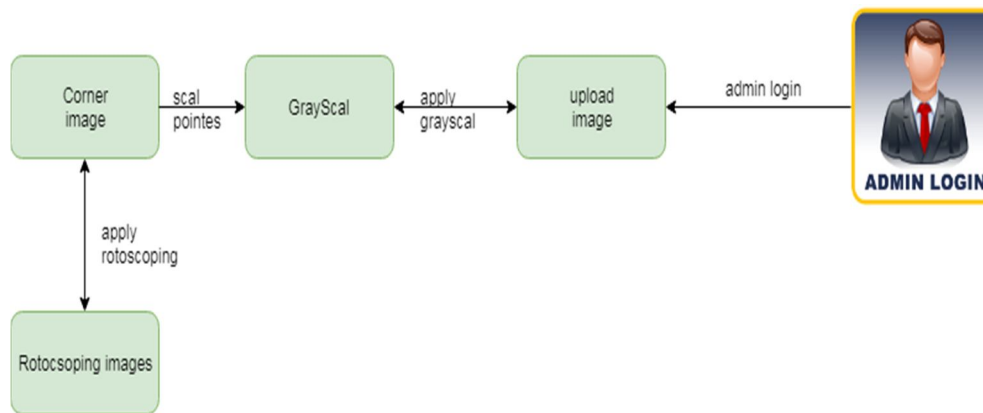 Corner
image
scal
pointes
GrayScal
apply
grayscal
upload
image
admin login
ADMIN LOGIN
apply
rotoscoping
Rotocsoping images